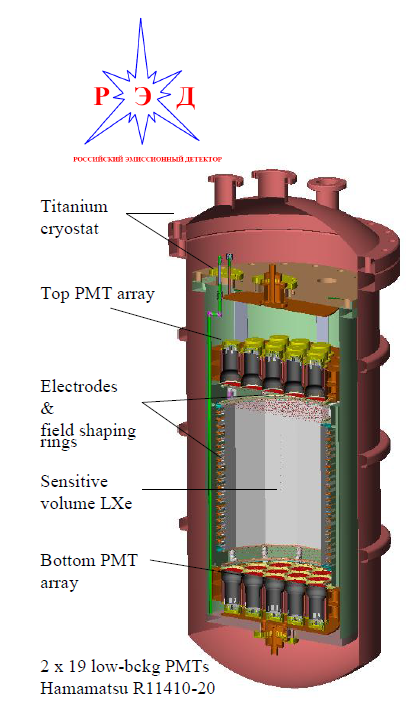 Р Э Д
РОССИЙСКИЙ ЭМИССИОННЫЙ ДЕТЕКТОР
Titanium
cryostat
Top PMT array
Electrodes
&
field shaping
rings
Sensitive
volume LXe
Bottom PMT
array
2 x 19 low-bckg PMTs
Hamamatsu R11410-20